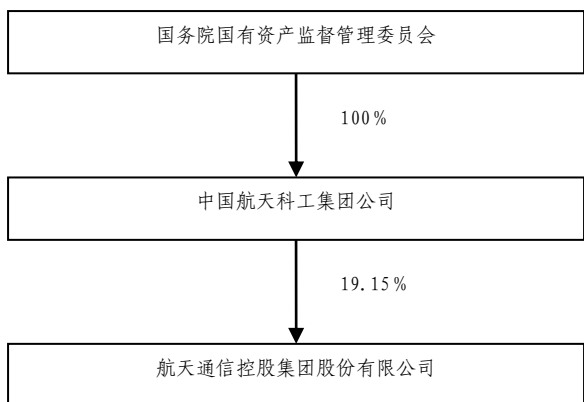 国务院国有资产监督管理委员会
100%
中国航天科工集团公司
19.15%
航天通信控股集团股份有限公司